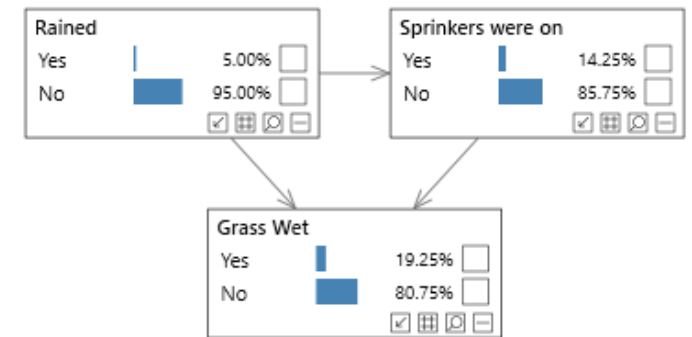 Rained
Yes 5.00%
No 95.00%
Sprinkers were on
Yes 14.25%
No 85.75%
Grass Wet
Yes 19.25%
No 80.75%